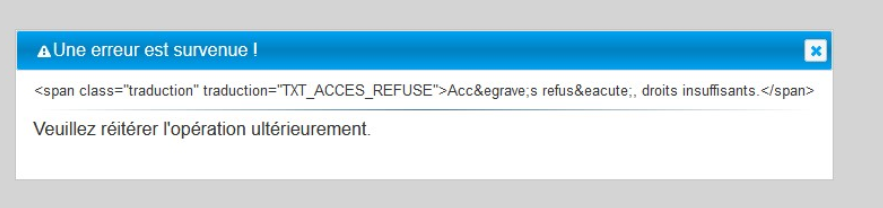 Une erreur est survenue !
<span class="traduction" traduction="TXT_ACCES_REFUSE">Acc&egrave;s refus&eacute;, droits insuffisants.</span>
Veuillez réitérer l'opération ultérieurement.